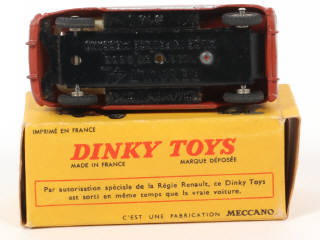 IMPRIMÉ EN FRANCE
DINKY TOYS
MADE IN FRANCE MARQUE DÉPOSÉE
Par autorisation spéciale de la Régie Renault, ce Dinky Toys
est sorti en même temps que la vraie voiture.
C'EST UNE FABRICATION MECCANO